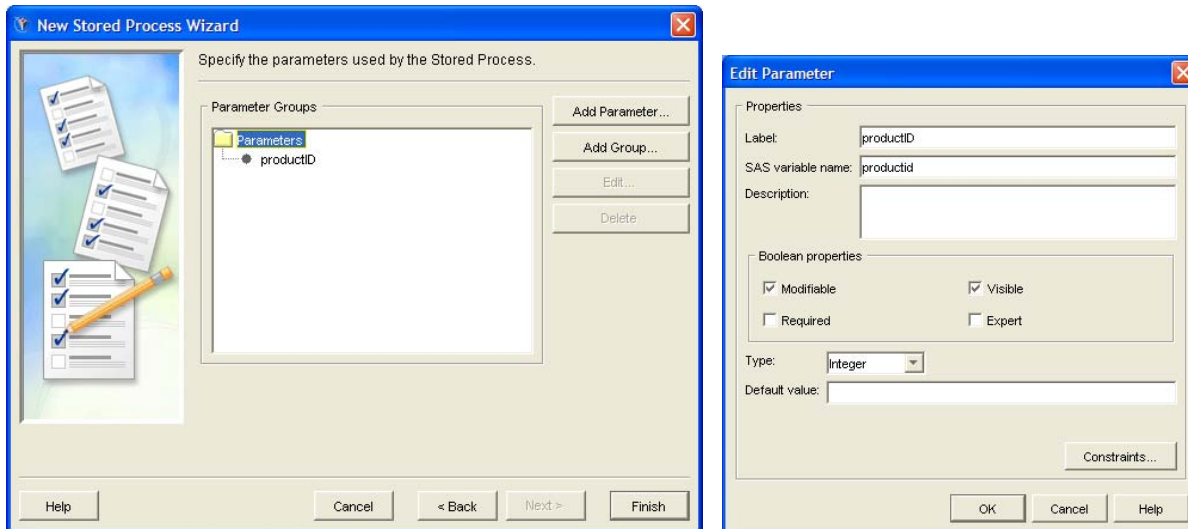 New Stored Process Wizard
Specify the parameters used by the Stored Process.
Parameter Groups
Parameters
productID
Add Parameter...
Add Group...
Edit...
Delete
Help
Cancel
< Back
Next >
Finish
Edit Parameter
Properties
Label: productID
SAS variable name: productid
Description:
Boolean properties
Modifiable Visible
Required Expert
Type: Integer
Default value:
Constraints...
OK Cancel Help